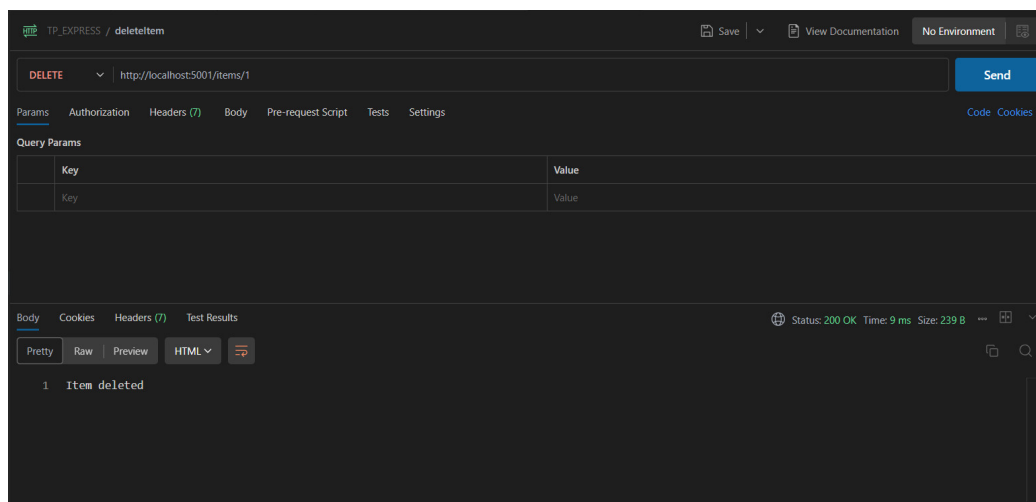 HTTP TP_EXPRESS / deleteItem Save View Documentation No Environment
DELETE http://localhost:5001/items/1 Send
Params Authorization Headers (7) Body Pre-request Script Tests Settings Code Cookies
Query Params
Key Value
Key Value
Body Cookies Headers (7) Test Results Status: 200 OK Time: 9 ms Size: 239 B
Pretty Raw Preview HTML
1 Item deleted